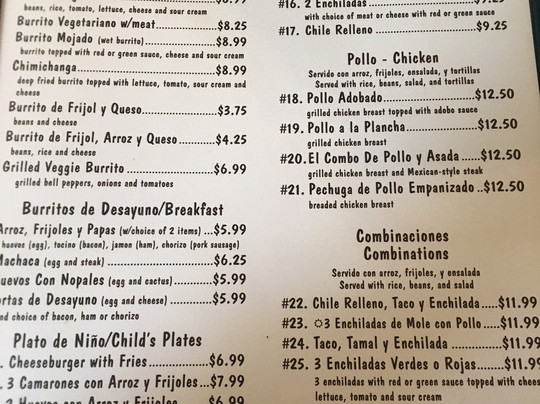 beans, rice, tomato, lettuce, cheese and sour cream
Burrito Vegetariano w/meat.........$8.25
Burrito Mojado (wet burrito)..........$8.99
burrito topped with red or green sauce, cheese and sour cream
Chimichanga............................$8.99
deep fried burrito topped with lettuce, tomato, sour cream and
cheese
Burrito de Frijol y Queso..............$3.75
beans and cheese
Burrito de Frijol, Arroz y Queso......$4.25
beans, rice and cheese
Grilled Veggie Burrito.................$6.99
grilled bell peppers, onions and tomatoes
Burritos de Desayuno/Breakfast
Arroz, Frijoles y Papas (w/choice of 2 items) ...$5.99
huevos (egg), tocino (bacon), jamon (ham), chorizo (pork sausage)
Machaca (egg and steak) ................$6.25
Huevos Con Nopales (egg and cactus)......$5.99
Tortas de Desayuno (egg and cheese) ......$5.99
and choice of bacon, ham or chorizo
Plato de Niño/Child's Plates
. Cheeseburger with Fries .............$6.99
. 3 Camarones con Arroz y Frijoles...$7.99
2 Huevos con Arroz y Frijoles $6.99
#16. 2 Enchiladas ....................$9.25
with choice of meat or cheese with red or green sauce
#17. Chile Relleno ....................$9.25
Pollo - Chicken
Servido con arroz, frijoles, ensalada, y tortillas
Served with rice, beans, salad, and tortillas
#18. Pollo Adobado.....................$12.50
grilled chicken breast topped with adobo sauce
#19. Pollo a la Plancha................$12.50
grilled chicken breast
#20. El Combo De Pollo y Asada.....$12.50
grilled chicken breast and Mexican-style steak
#21. Pechuga de Pollo Empanizado ..$12.50
breaded chicken breast
Combinaciones
Combinations
Servido con arroz, frijoles, y ensalada
Served with rice, beans, and salad
#22. Chile Relleno, Taco y Enchilada......$11.99
#23. ☼3 Enchiladas de Mole con Pollo.....$11.99
#24. Taco, Tamal y Enchilada ............$11.99
#25. 3 Enchiladas Verdes o Rojas.......$11.99
3 enchiladas with red or green sauce topped with cheese
lettuce, tomato and sour cream